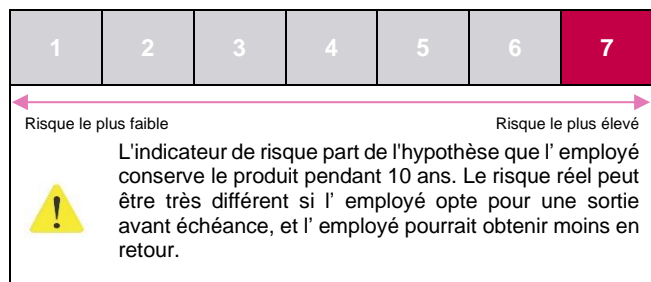 1 2 3 4 5 6 7
Risque le plus faible Risque le plus élevé
L'indicateur de risque part de l'hypothèse que l' employé
conserve le produit pendant 10 ans. Le risque réel peut
être très différent si l' employé opte pour une sortie
avant échéance, et l' employé pourrait obtenir moins en
retour.